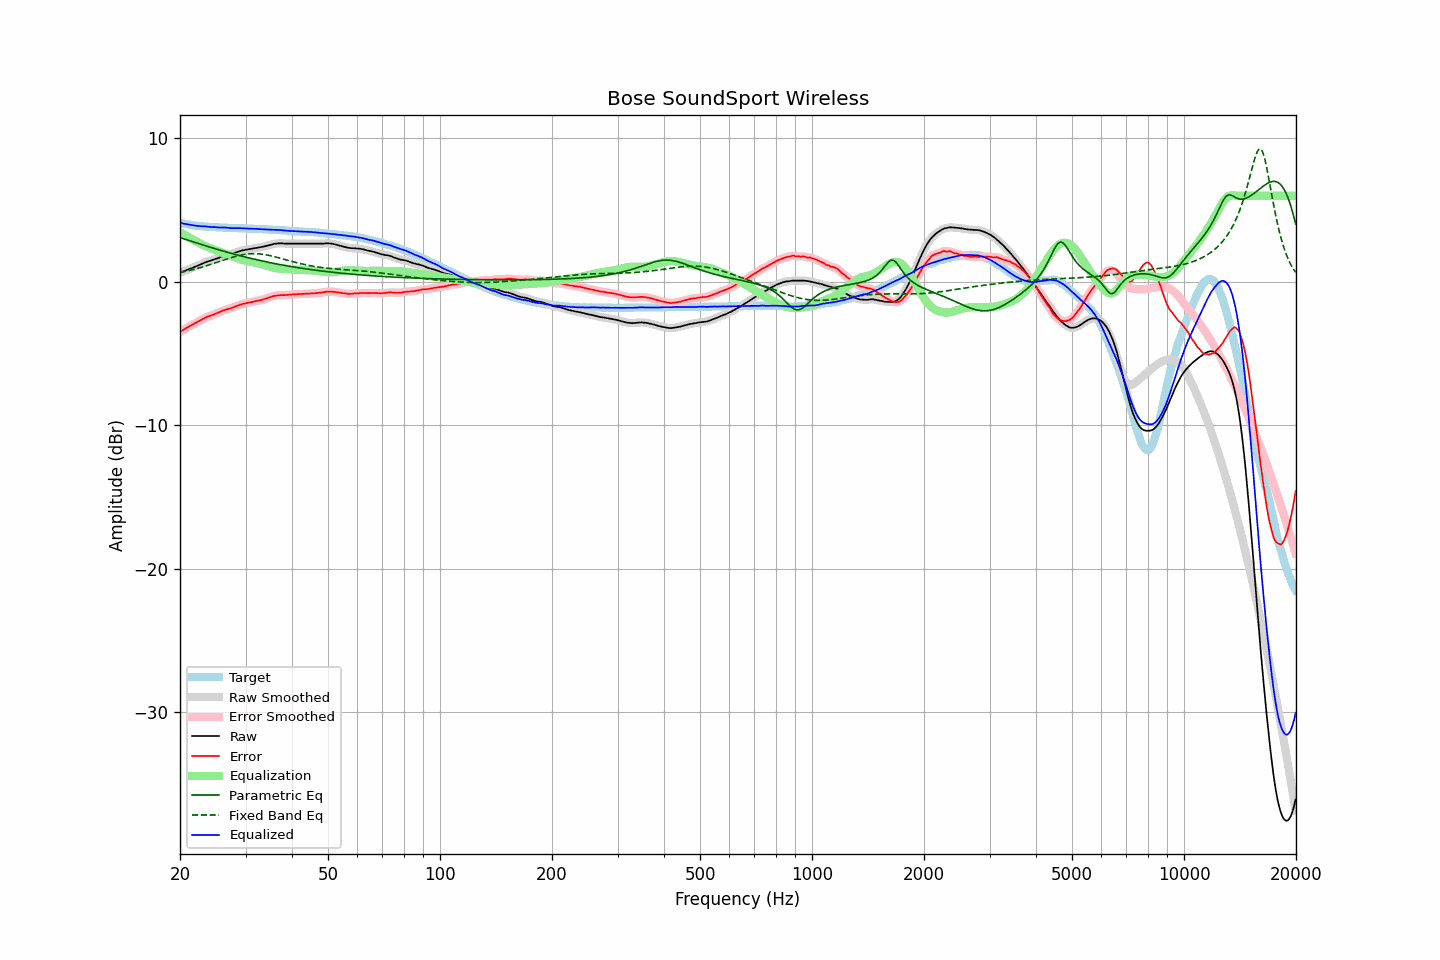 Bose SoundSport Wireless
10
0
−10
−20
−30
Amplitude (dBr)
Target
Raw Smoothed
Error Smoothed
Raw
Error
Equalization
Parametric Eq
Fixed Band Eq
Equalized
20 50 100 200 500 1000 2000 5000 10000 20000
Frequency (Hz)